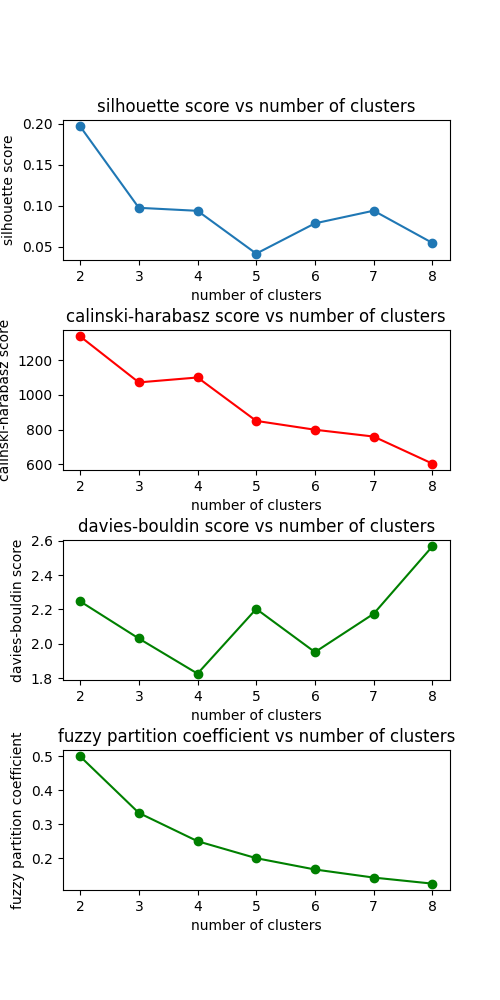 silhouette score vs number of clusters
silhouette score
0.20
0.15
0.10
0.05
2 3 4 5 6 7 8
number of clusters
calinski-harabasz score vs number of clusters
calinski-harabasz score
1200
1000
800
600
2 3 4 5 6 7 8
number of clusters
davies-bouldin score vs number of clusters
davies-bouldin score
2.6
2.4
2.2
2.0
1.8
2 3 4 5 6 7 8
number of clusters
fuzzy partition coefficient vs number of clusters
fuzzy partition coefficient
0.5
0.4
0.3
0.2
2 3 4 5 6 7 8
number of clusters